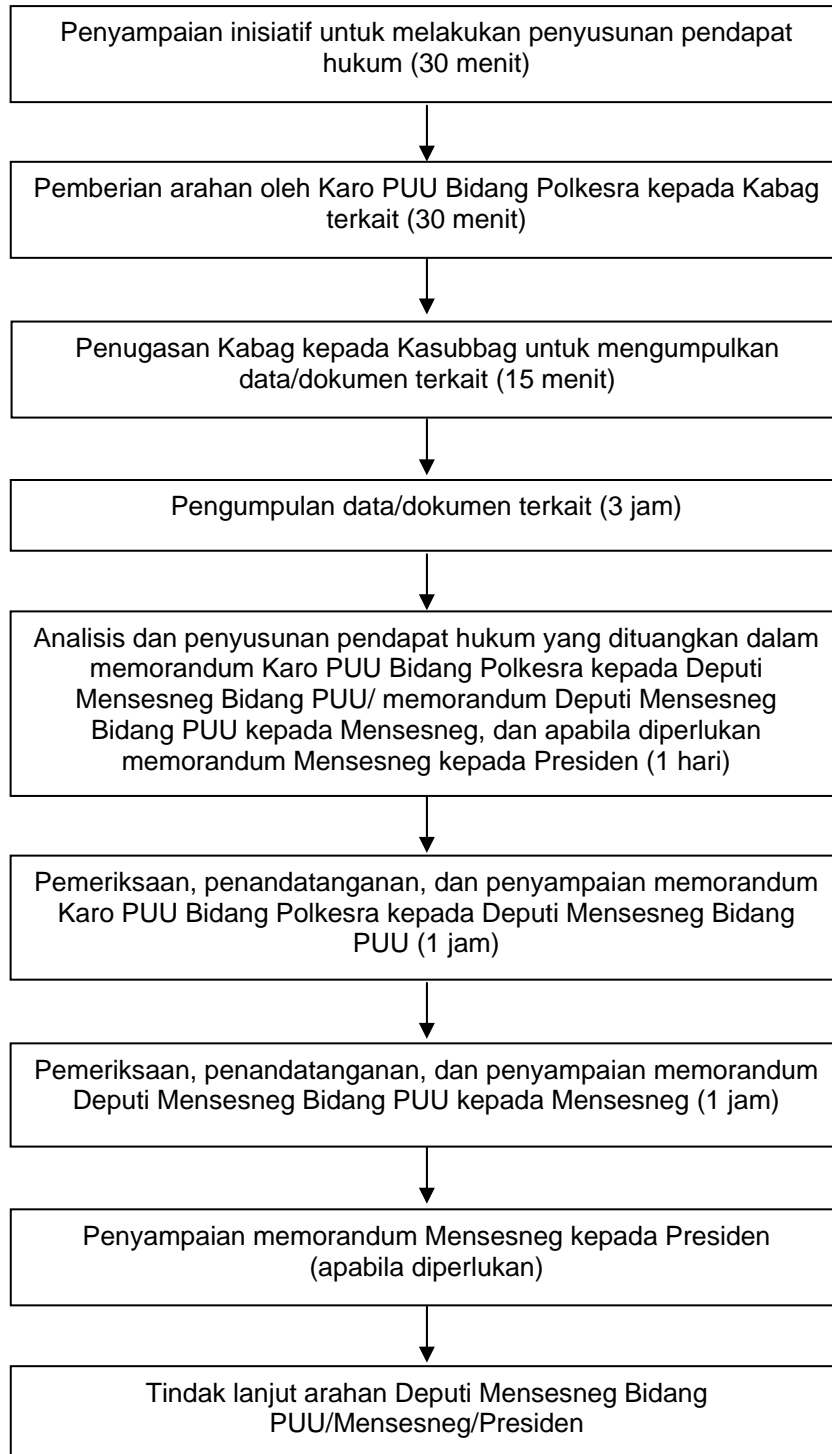 Penyampaian inisiatif untuk melakukan penyusunan pendapat
hukum (30 menit)
Pemberian arahan oleh Karo PUU Bidang Polkesra kepada Kabag
terkait (30 menit)
Penugasan Kabag kepada Kasubbag untuk mengumpulkan
data/dokumen terkait (15 menit)
Pengumpulan data/dokumen terkait (3 jam)
Analisis dan penyusunan pendapat hukum yang dituangkan dalam
memorandum Karo PUU Bidang Polkesra kepada Deputi
Mensesneg Bidang PUU/ memorandum Deputi Mensesneg
Bidang PUU kepada Mensesneg, dan apabila diperlukan
memorandum Mensesneg kepada Presiden (1 hari)
Pemeriksaan, penandatanganan, dan penyampaian memorandum
Karo PUU Bidang Polkesra kepada Deputi Mensesneg Bidang
PUU (1 jam)
Pemeriksaan, penandatanganan, dan penyampaian memorandum
Deputi Mensesneg Bidang PUU kepada Mensesneg (1 jam)
Penyampaian memorandum Mensesneg kepada Presiden
(apabila diperlukan)
Tindak lanjut arahan Deputi Mensesneg Bidang
PUU/Mensesneg/Presiden